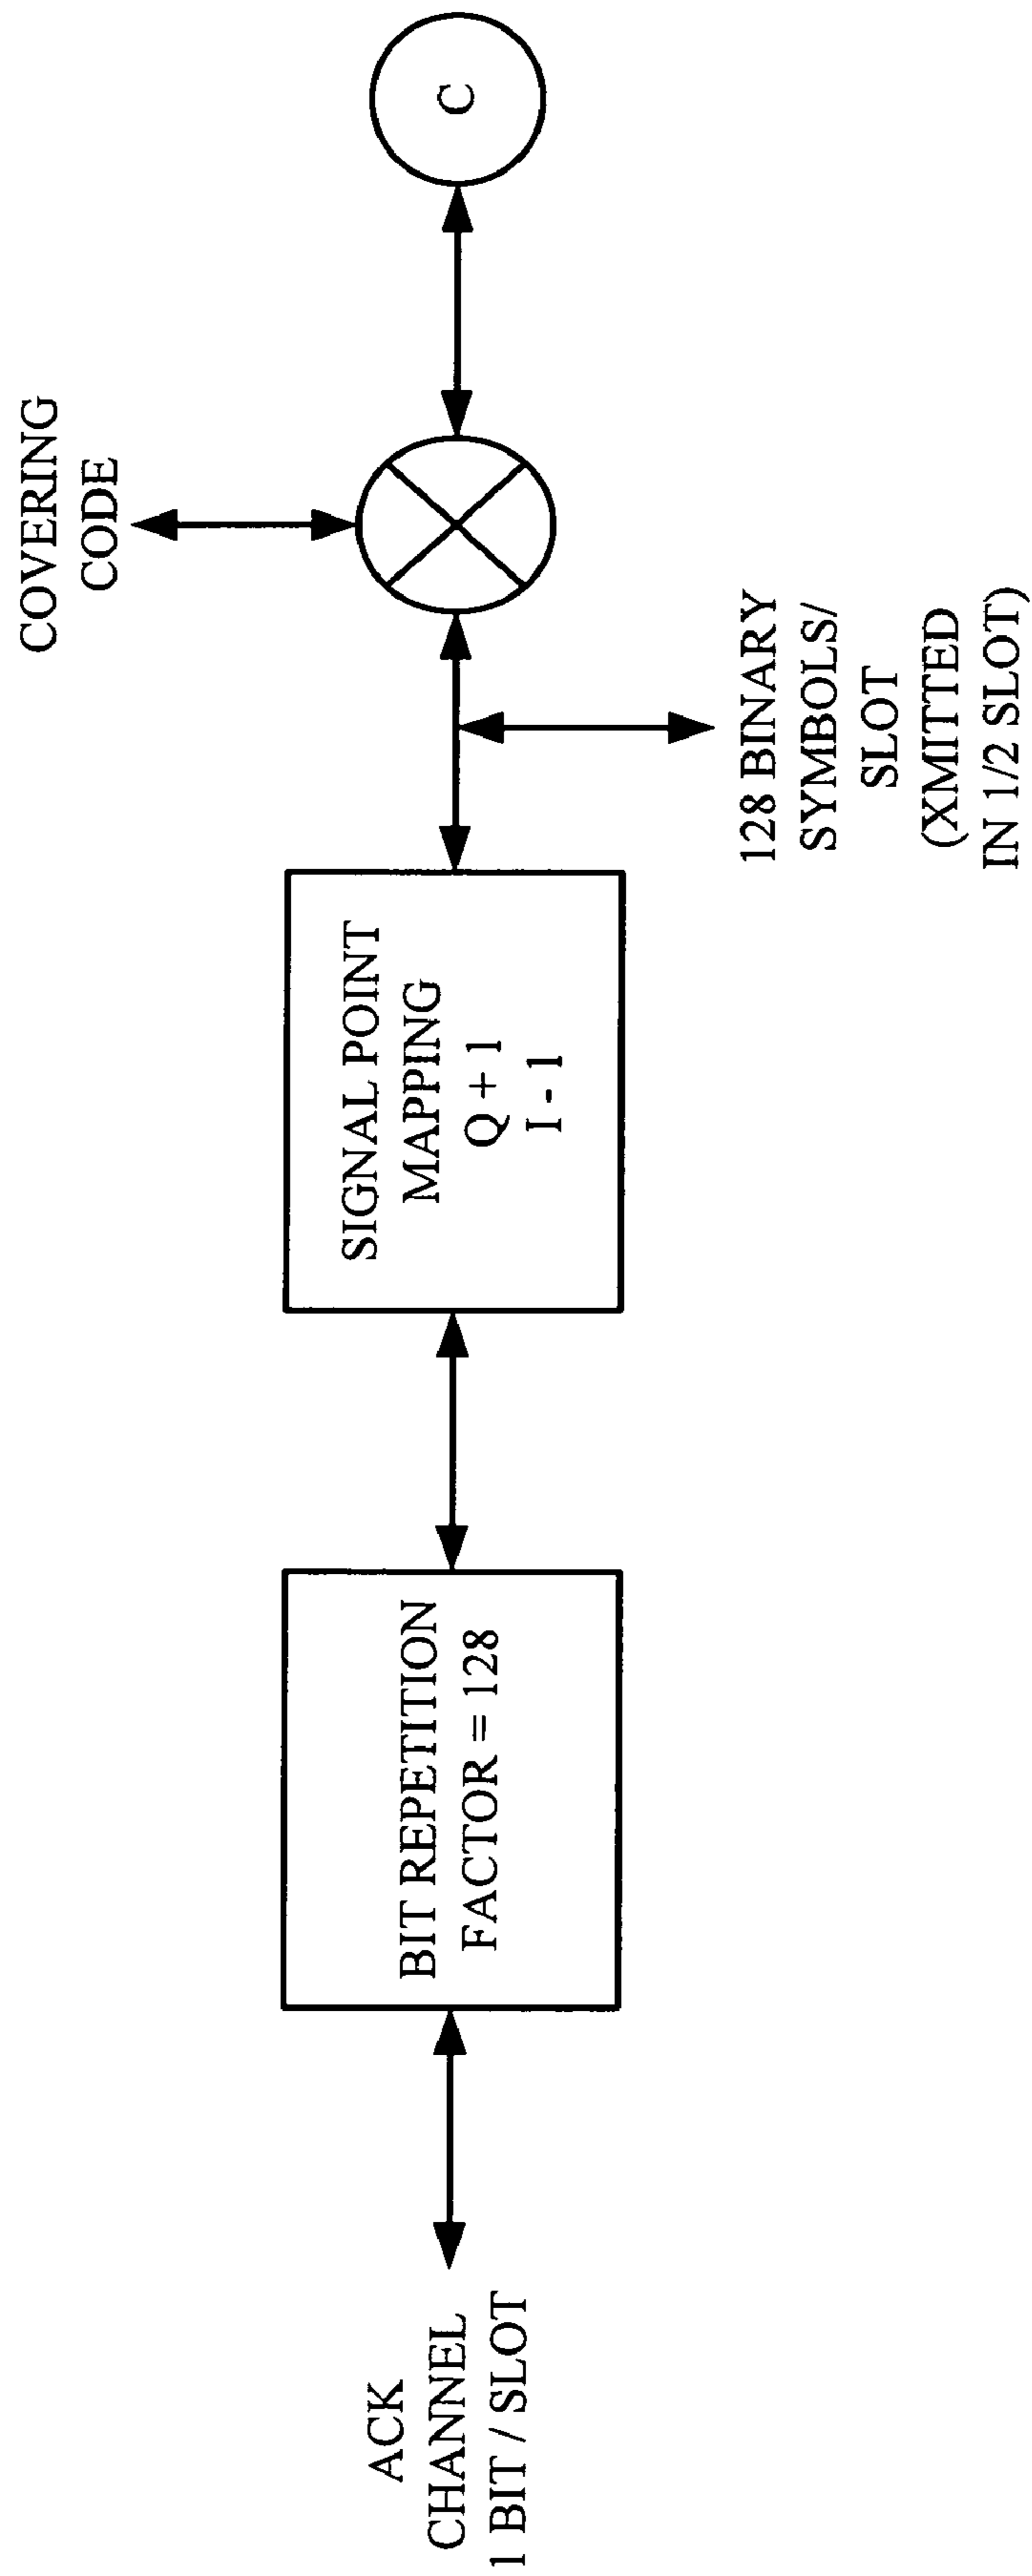 ACK
CHANNEL
1 BIT / SLOT
BIT REPETITION
FACTOR = 128
SIGNAL POINT
MAPPING
Q + 1
I - 1
128 BINARY
SYMBOLS/
SLOT
(XMITTED
IN 1/2 SLOT)
COVERING
CODE
C